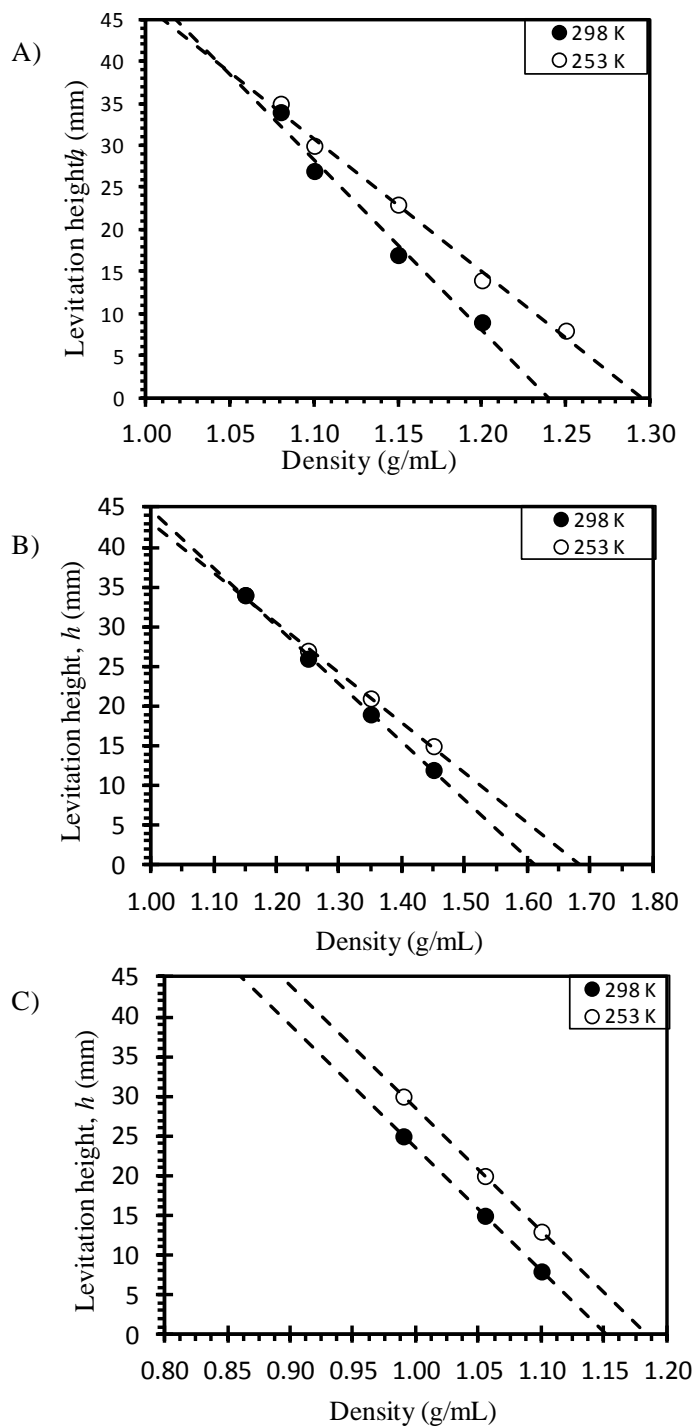 A)
Levitation heighth (mm)
45
40
35
30
25
20
15
10
5
0
298 K
253 K
1.00 1.05 1.10 1.15 1.20 1.25 1.30
Density (g/mL)
B)
Levitation height, h (mm)
45
40
35
30
25
20
15
10
5
0
298 K
253 K
1.00 1.10 1.20 1.30 1.40 1.50 1.60 1.70 1.80
Density (g/mL)
C)
Levitation height, h (mm)
45
40
35
30
25
20
15
10
5
0
298 K
253 K
0.80 0.85 0.90 0.95 1.00 1.05 1.10 1.15 1.20
Density (g/mL)